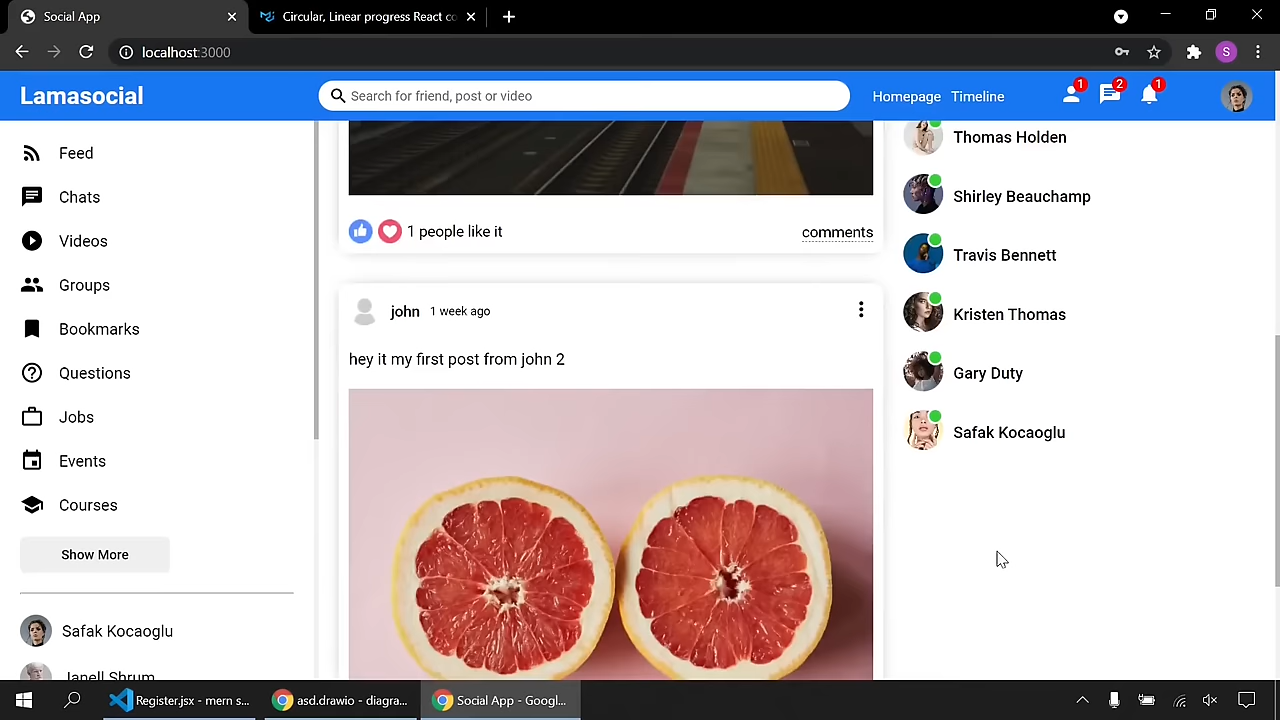 Social App
Circular, Linear progress React co
localhost:3000
S
Lamasocial
Search for friend, post or video
Homepage Timeline
1
2
1
Feed
Chats
Videos
Groups
Bookmarks
Questions
Jobs
Events
Courses
Show More
Safak Kocaoglu
Janell Shrum
1 people like it
comments
john 1 week ago
hey it my first post from john 2
Thomas Holden
Shirley Beauchamp
Travis Bennett
Kristen Thomas
Gary Duty
Safak Kocaoglu
Register.jsx - mern s...
asd.drawio - diagra...
Social App - Googl...